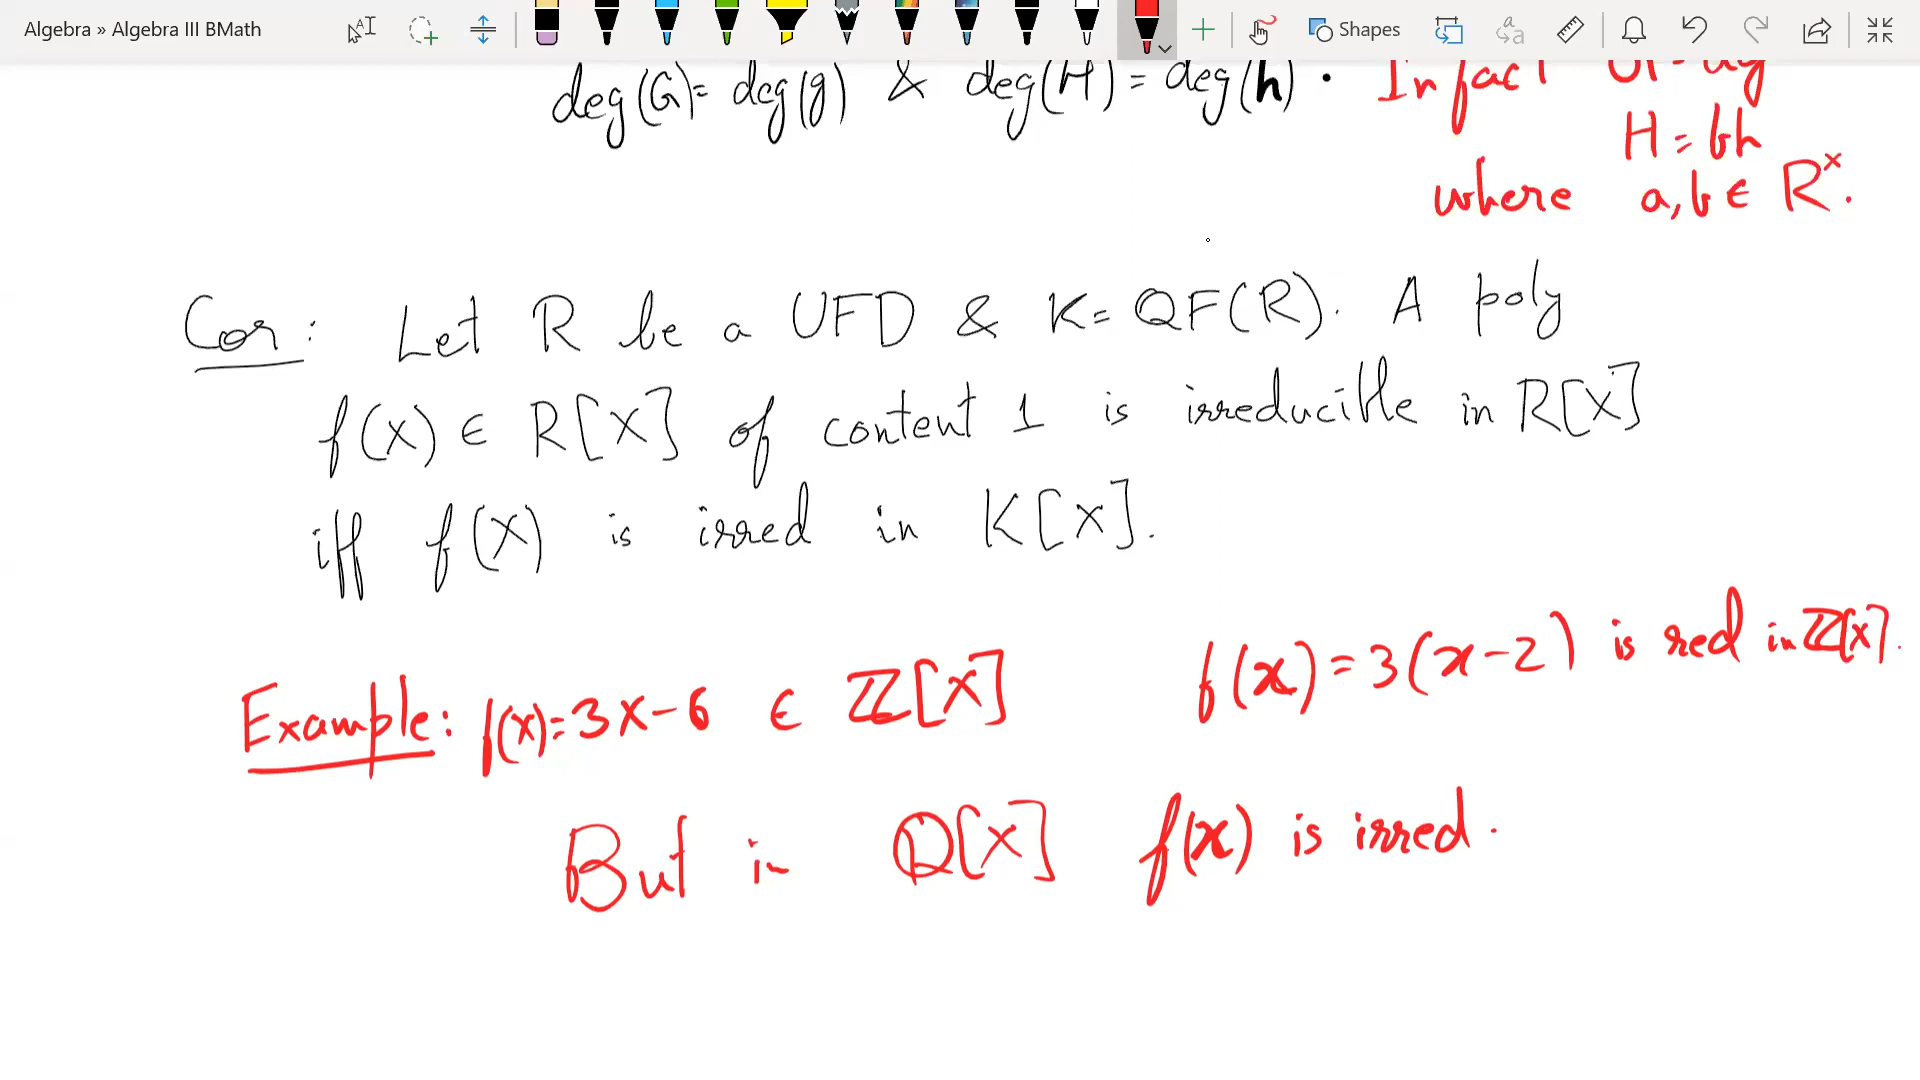 Algebra » Algebra III BMath
Shapes
deg(G) = deg(g) & deg(H) = deg(h). In fact
H = bh
where a, b ∈ R^×.
Cor: Let R be a UFD & K = QF(R). A poly
f(X) ∈ R[X] of content 1 is irreducible in R[X]
iff f(X) is irred in K[X].
Example: f(X) = 3X - 6 ∈ ℤ[X] f(x) = 3(x-2) is red in ℤ[X].
But in ℚ[X] f(x) is irred.